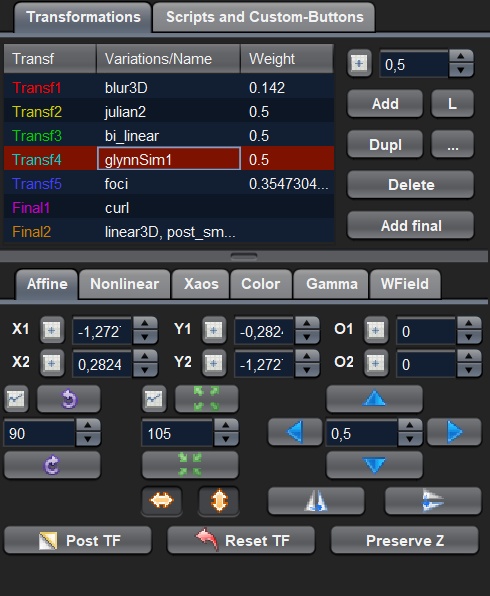 Transformations Scripts and Custom-Buttons
Transf Variations/Name Weight
0,5
Transf1 blur3D 0.142
Transf2 julian2 0.5
Add L
Transf3 bi_linear 0.5
Dupl ...
Transf4 glynnSim1 0.5
Transf5 foci 0.3547304...
Delete
Final1 curl
Final2 linear3D, post_sm...
Add final
Affine Nonlinear Xaos Color Gamma WField
X1 -1,272 Y1 -0,282 O1 0
X2 0,2824 Y2 -1,272 O2 0
90 105 0,5
Post TF Reset TF Preserve Z